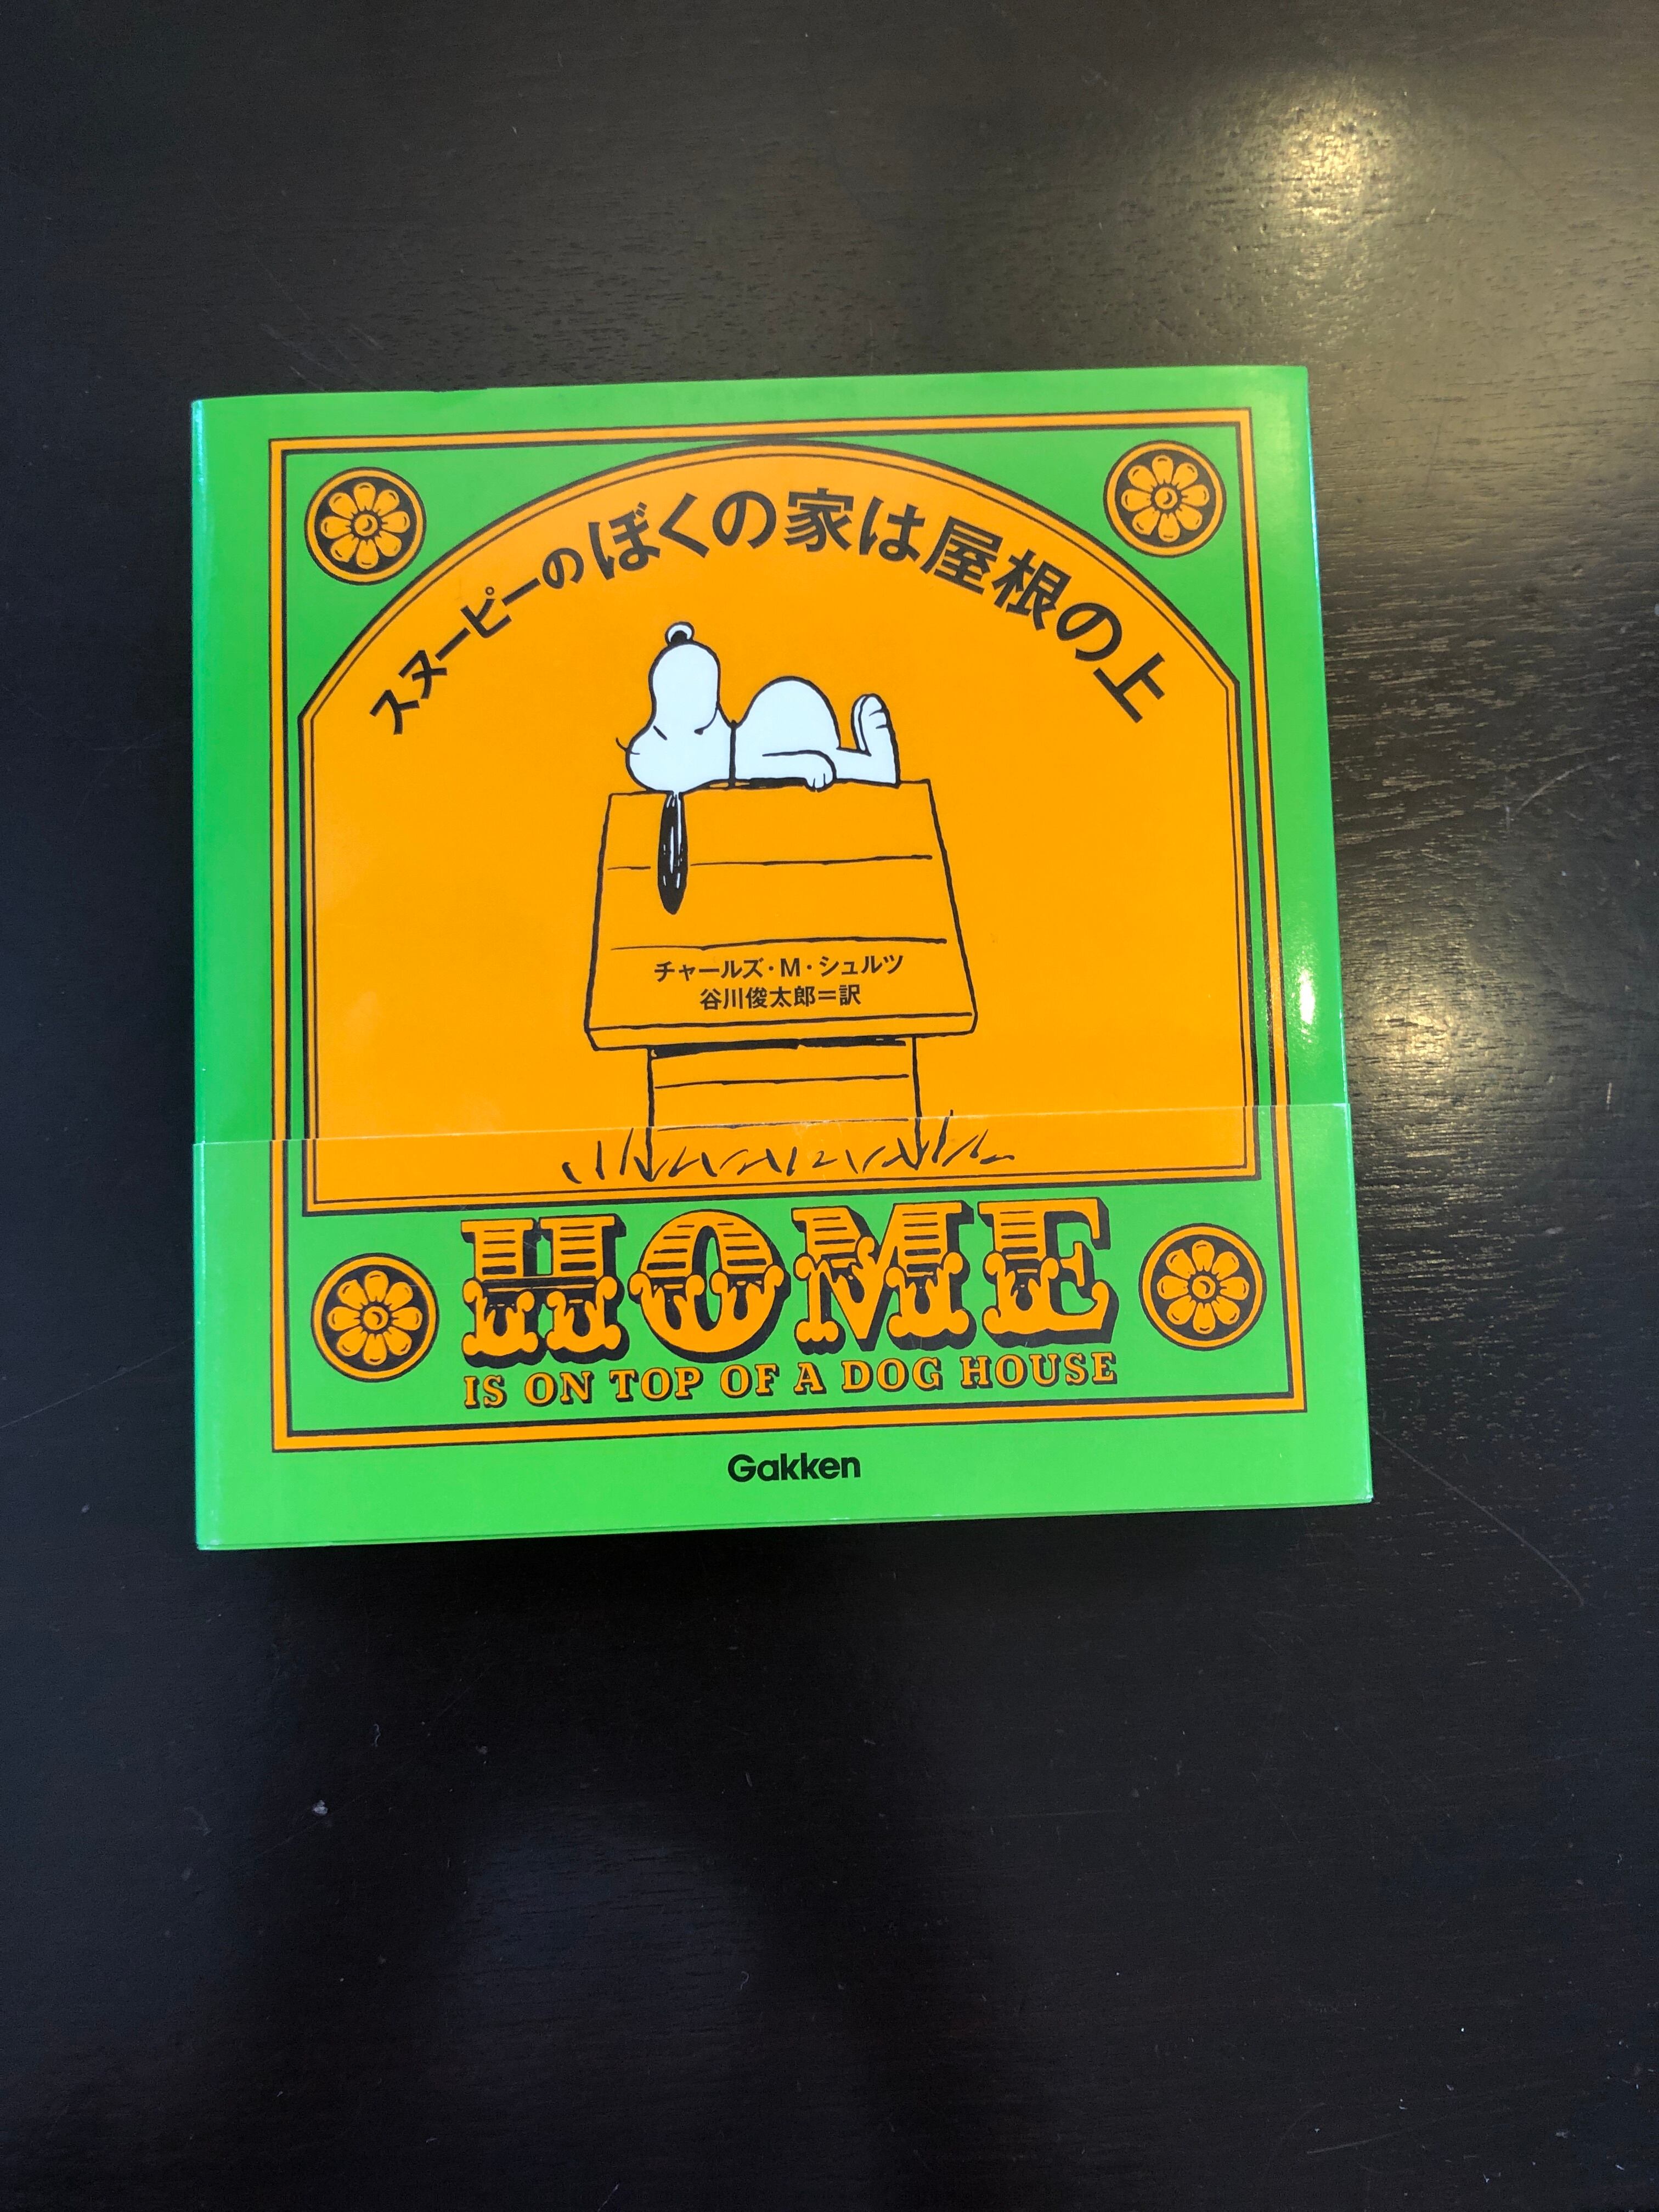 スヌーピーのぼくの家は屋根の上
チャールズ・M・シュルツ
谷川俊太郎＝訳
HOME
IS ON TOP OF A DOG HOUSE
Gakken